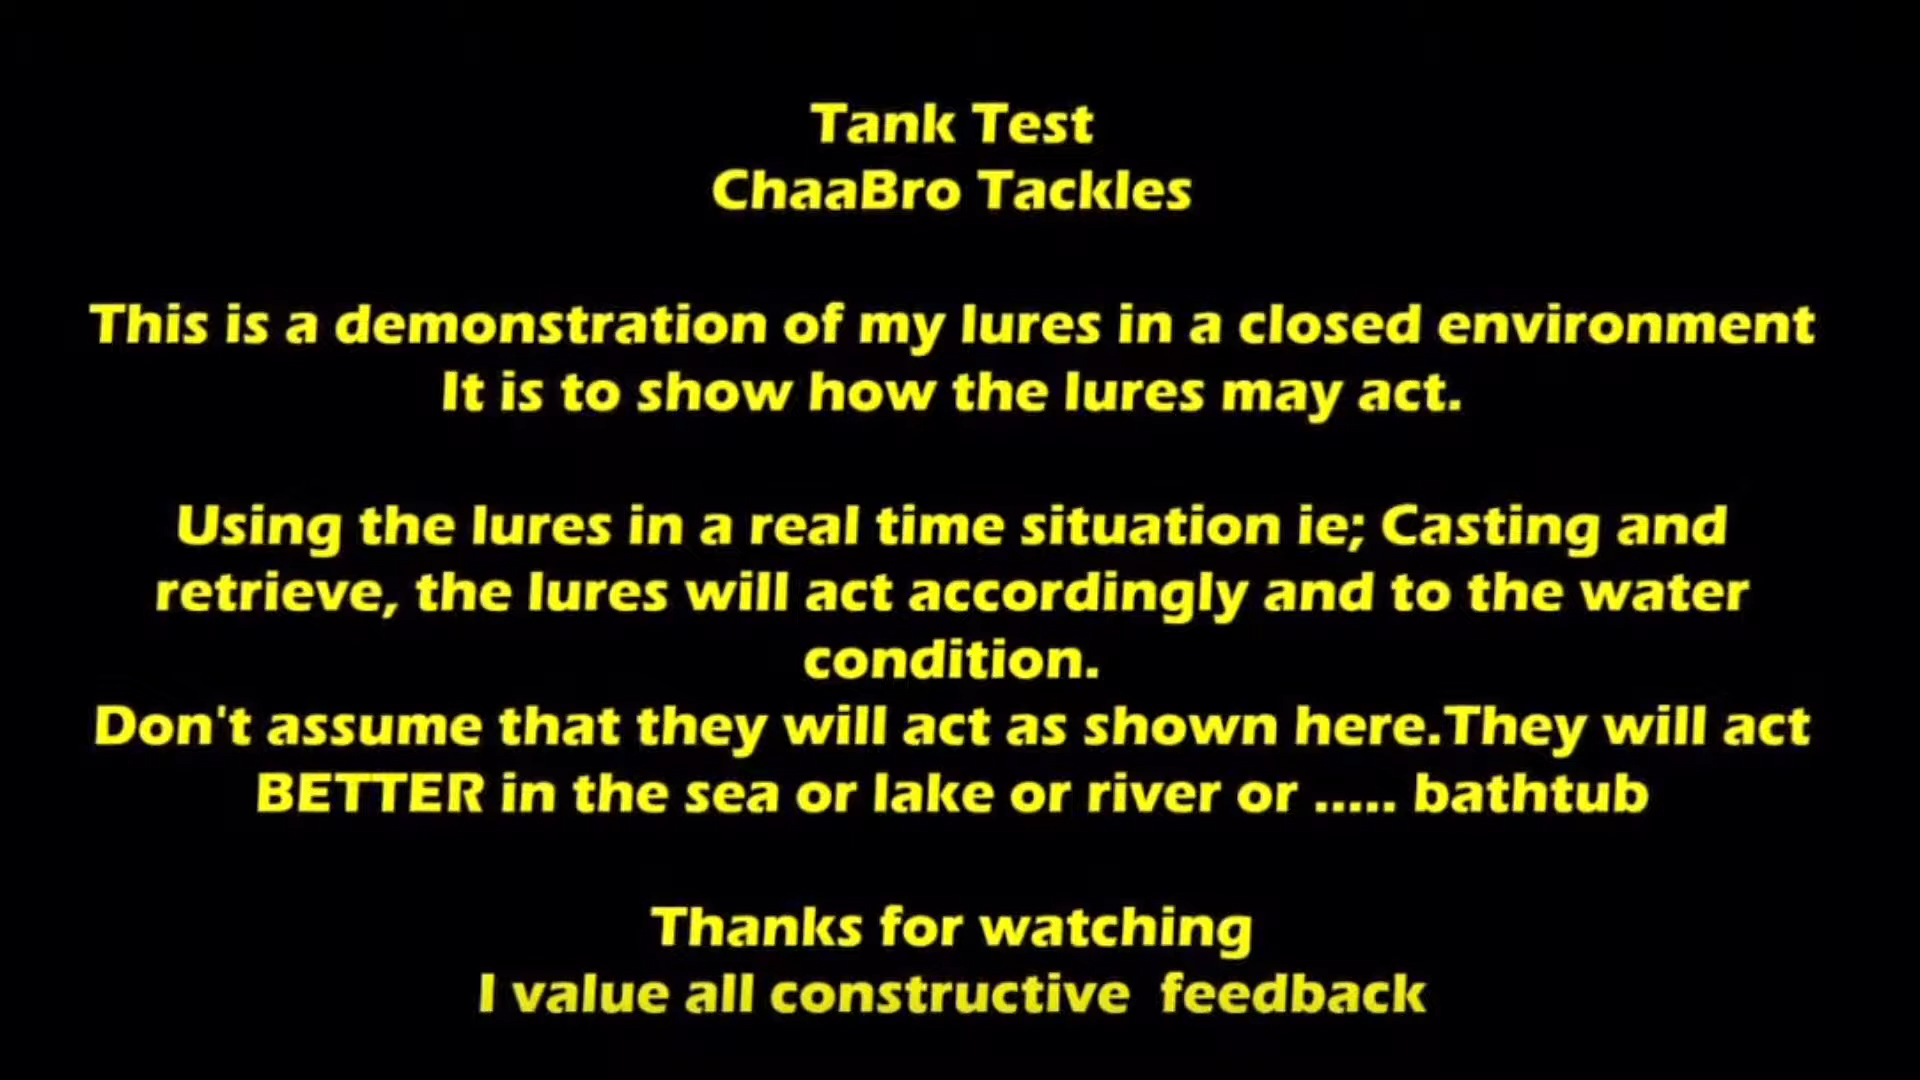 Tank Test
ChaaBro Tackles
This is a demonstration of my lures in a closed environment
It is to show how the lures may act.
Using the lures in a real time situation ie; Casting and
retrieve, the lures will act accordingly and to the water
condition.
Don't assume that they will act as shown here.They will act
BETTER in the sea or lake or river or ..... bathtub
Thanks for watching
I value all constructive  feedback